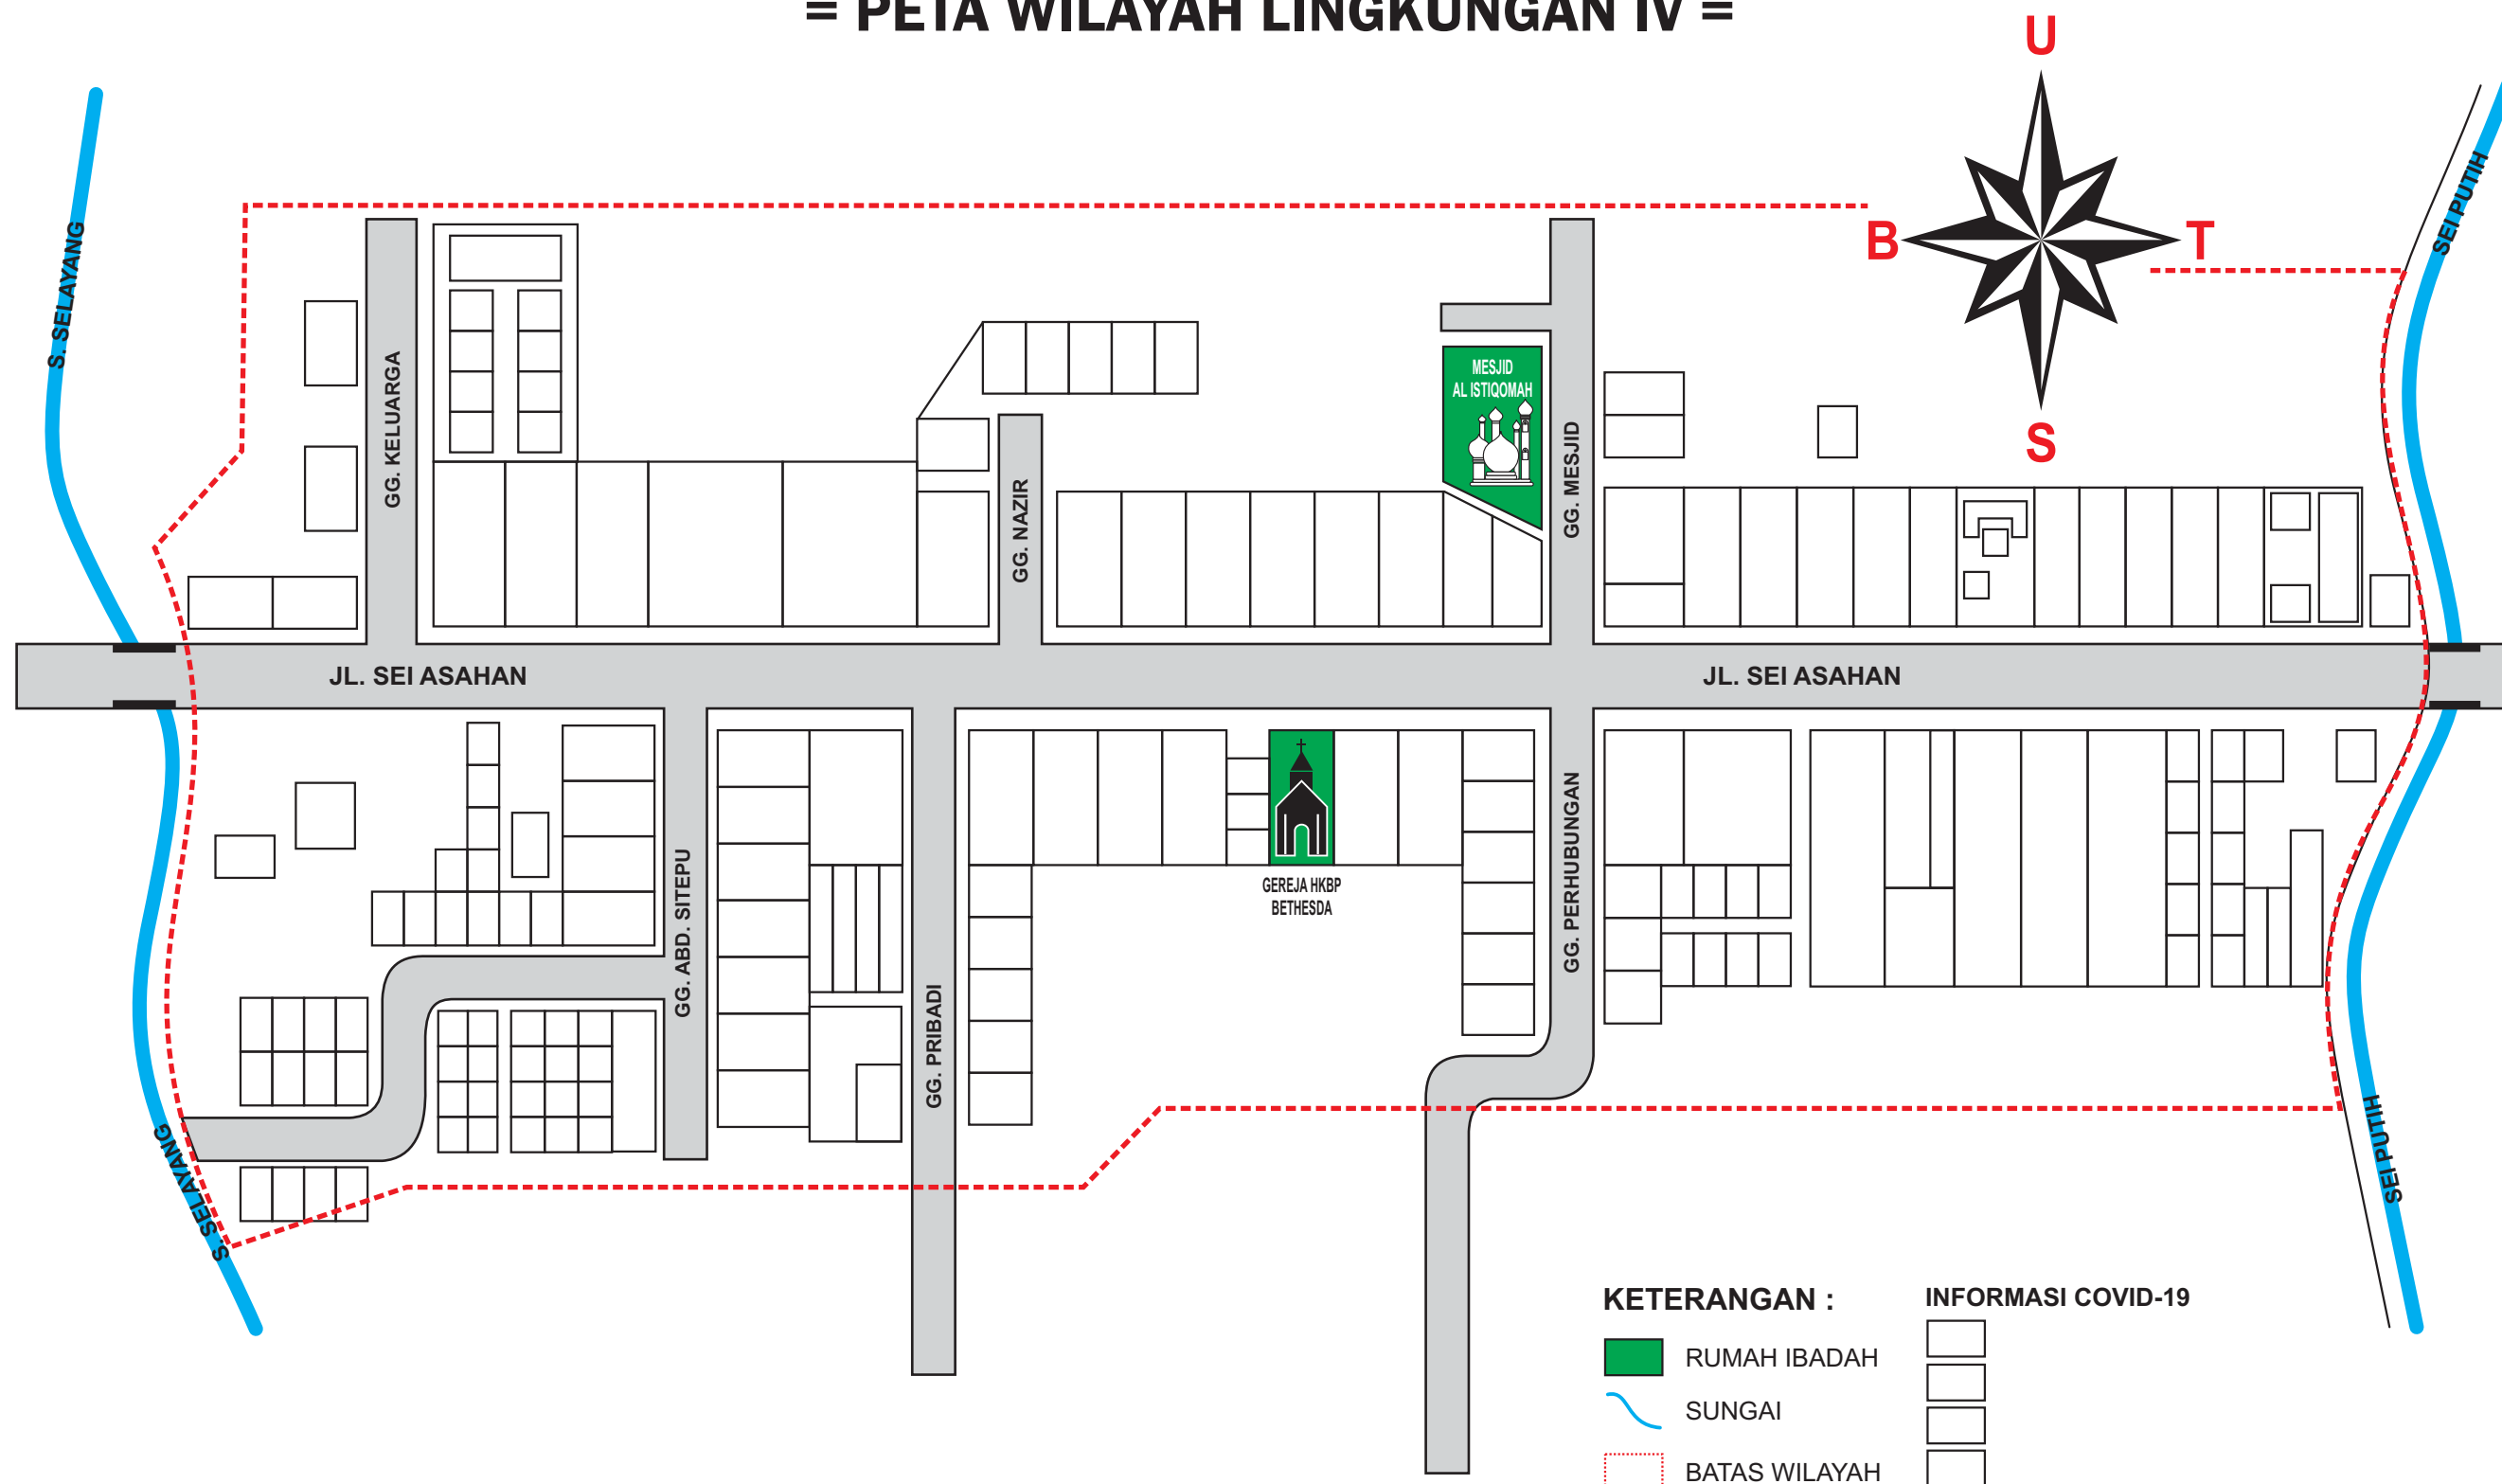 = PETA WILAYAH LINGKUNGAN IV =
U
B
T
S
S. SELAYANG
SEI PUTIH
GG. KELUARGA
GG. NAZIR
MESJID
AL ISTIQOMAH
GG. MESJID
JL. SEI ASAHAN
JL. SEI ASAHAN
GG. ABD. SITEPU
GG. PRIBADI
GEREJA HKBP
BETHESDA
GG. PERHUBUNGAN
S. SELAYANG
SEI PUTIH
KETERANGAN :
RUMAH IBADAH
SUNGAI
BATAS WILAYAH
INFORMASI COVID-19